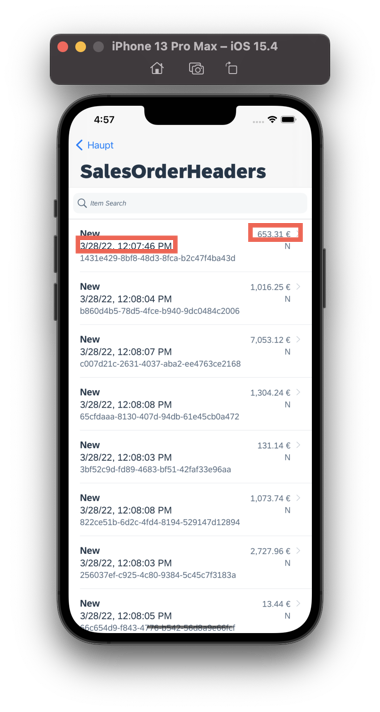 iPhone 13 Pro Max – iOS 15.4
4:57
Haupt
SalesOrderHeaders
Item Search
New 653.31 €
3/28/22, 12:07:46 PM N
1431e429-8bf8-48d3-8fca-b2c47f4ba43d
New 1,016.25 €
3/28/22, 12:08:04 PM N
b860d4b5-78d5-4fce-b940-9dc0484c2006
New 7,053.12 €
3/28/22, 12:08:07 PM N
c007d21c-2631-4037-aba2-ee4763ce2168
New 1,304.24 €
3/28/22, 12:08:08 PM N
65cfdaaa-8130-407d-94db-61e45cb0a472
New 131.14 €
3/28/22, 12:08:03 PM N
3bf52c9d-fd89-4683-bf51-42faf33e96aa
New 1,073.74 €
3/28/22, 12:08:08 PM N
822ce51b-6d2c-4fd4-8194-529147d12894
New 2,727.96 €
3/28/22, 12:08:03 PM N
256037ef-c925-4c80-9384-5c45c7f3183a
New 13.44 €
3/28/22, 12:08:05 PM N